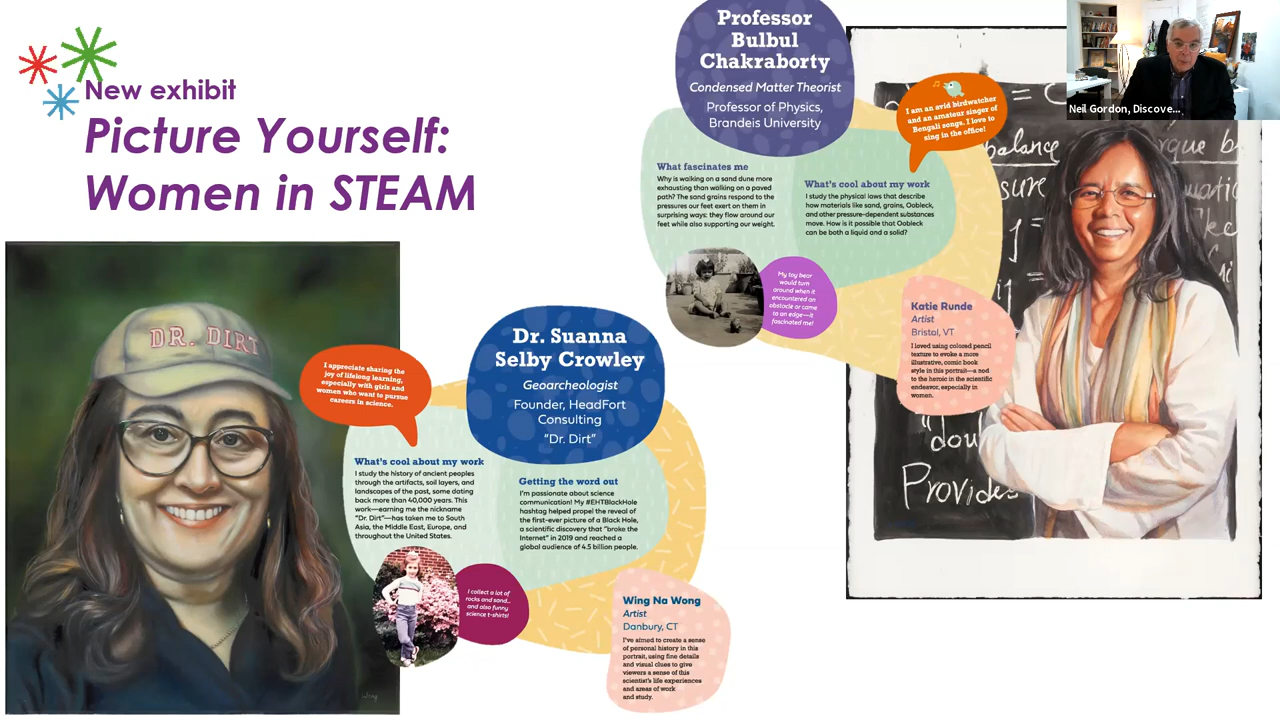 New exhibit
Picture Yourself:
Women in STEAM
DR. DIRT
I appreciate sharing the
joy of lifelong learning,
especially with girls and
women who want to pursue
careers in science.
Dr. Suanna
Selby Crowley
Geoarcheologist
Founder, HeadFort
Consulting
"Dr. Dirt"
What's cool about my work
I study the history of ancient peoples
through the artifacts, soil layers, and
landscapes of the past, some dating
back more than 40,000 years. This
work—earning me the nickname
"Dr. Dirt"—has taken me to South
Asia, the Middle East, Europe, and
throughout the United States.
Getting the word out
I'm passionate about science
communication! My #EHTBlackHole
hashtag helped propel the reveal of
the first-ever picture of a Black Hole,
a scientific discovery that "broke the
Internet" in 2019 and reached a
global audience of 4.5 billion people.
I collect a lot of
rocks and sand...
and also funny
science t-shirts!
Wing Na Wong
Artist
Danbury, CT
I've aimed to create a sense
of personal history in this
portrait, using fine details
and visual clues to give
viewers a sense of this
scientist's life experiences
and areas of work
and study.
Professor
Bulbul
Chakraborty
Condensed Matter Theorist
Professor of Physics,
Brandeis University
I am an avid birdwatcher
and an amateur singer of
Bengali songs. I love to
sing in the office!
What fascinates me
Why is walking on a sand dune more
exhausting than walking on a paved
path? The sand grains respond to the
pressures our feet exert on them in
surprising ways: they flow around our
feet while also supporting our weight.
What's cool about my work
I study the physical laws that describe
how materials like sand, grains, Oobleck,
and other pressure-dependent substances
move. How is it possible that Oobleck
can be both a liquid and a solid?
My toy bear
would turn
around when it
encountered an
obstacle or came
to an edge—it
fascinated me!
Katie Runde
Artist
Bristol, VT
I loved using colored pencil
texture to evoke a more
illustrative, comic book
style in this portrait—a nod
to the heroic in the scientific
endeavor, especially in
women.
= C
balance
rque b
sure
"dou
Provides
Neil Gordon, Discove...